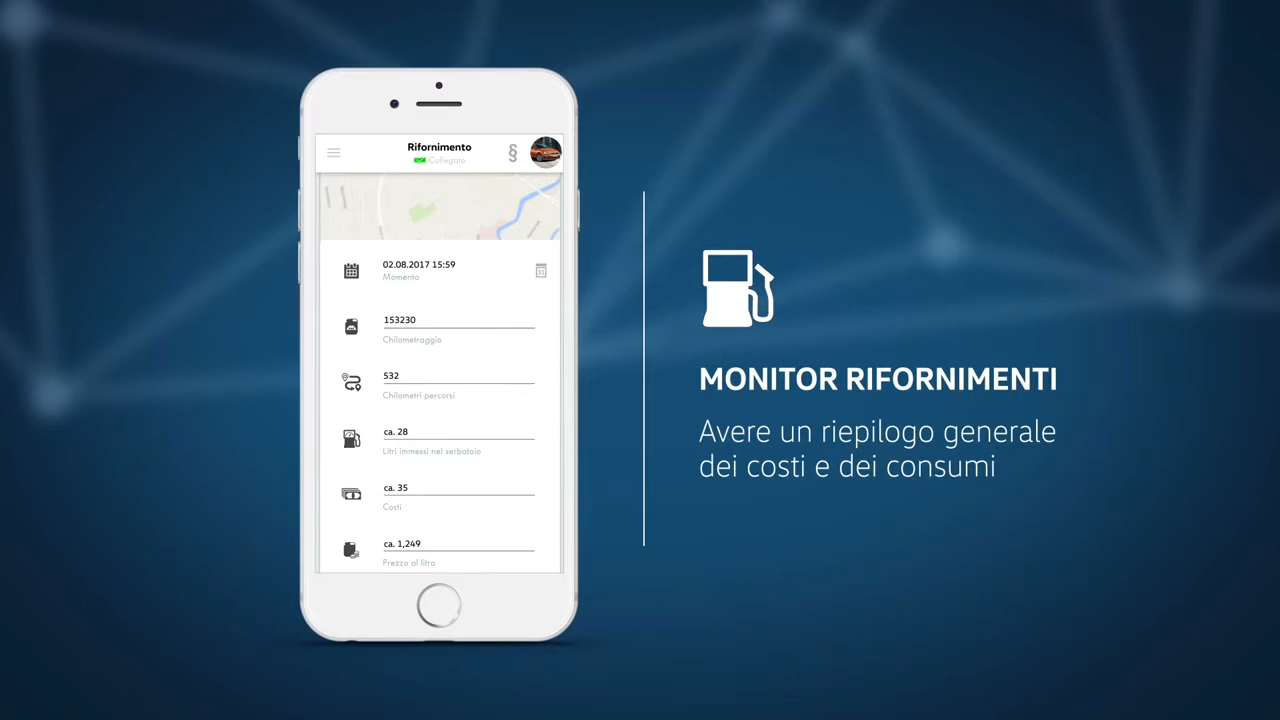 Rifornimento
Collegato
§
02.08.2017 15:59
Momento
31
153230
Chilometraggio
532
Chilometri percorsi
ca. 28
Litri immessi nel serbatoio
ca. 35
Costi
ca. 1,249
Prezzo al litro
MONITOR RIFORNIMENTI
Avere un riepilogo generale
dei costi e dei consumi